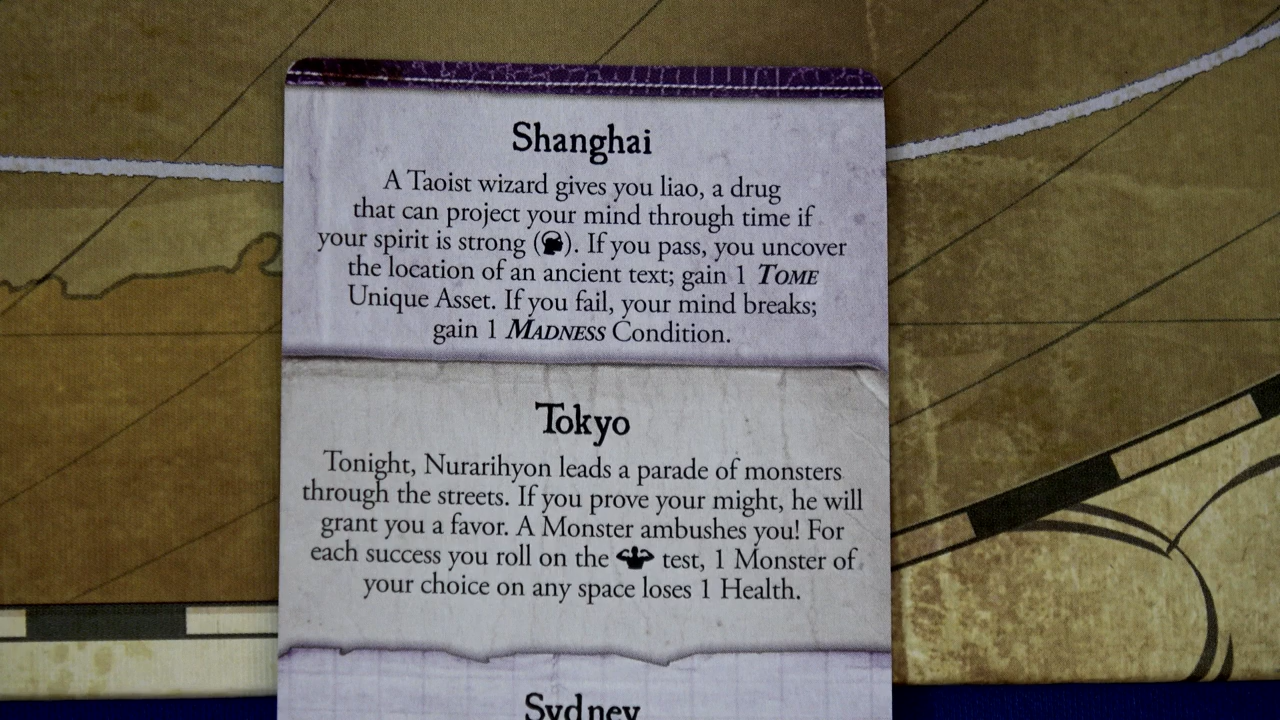 Shanghai
A Taoist wizard gives you liao, a drug
that can project your mind through time if
your spirit is strong (). If you pass, you uncover
the location of an ancient text; gain 1 TOME
Unique Asset. If you fail, your mind breaks;
gain 1 MADNESS Condition.
Tokyo
Tonight, Nurarihyon leads a parade of monsters
through the streets. If you prove your might, he will
grant you a favor. A Monster ambushes you! For
each success you roll on the test, 1 Monster of
your choice on any space loses 1 Health.
Sydney